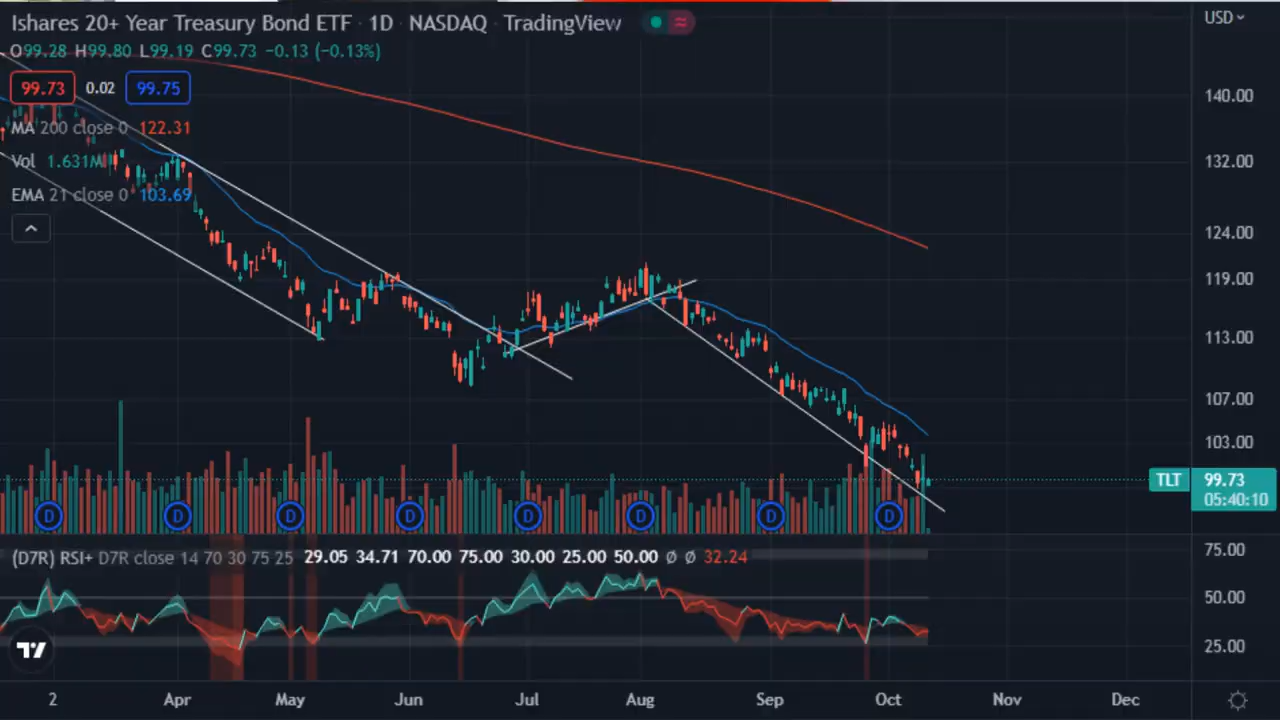 Ishares 20+ Year Treasury Bond ETF · 1D · NASDAQ · TradingView
O99.28 H99.80 L99.19 C99.73 −0.13 (−0.13%)
99.73 0.02 99.75
MA 200 close 0 122.31
Vol 1.631M
EMA 21 close 0 103.69
USD
140.00
132.00
124.00
119.00
113.00
107.00
103.00
TLT 99.73
05:40:10
D D D D D D D D
(D7R) RSI+ D7R close 14 70 30 75 25 29.05 34.71 70.00 75.00 30.00 25.00 50.00 ∅ ∅ 32.24
75.00
50.00
25.00
2 Apr May Jun Jul Aug Sep Oct Nov Dec